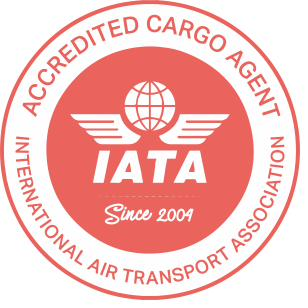 ACCREDITED CARGO AGENT
IATA
Since 2004
INTERNATIONAL AIR TRANSPORT ASSOCIATION